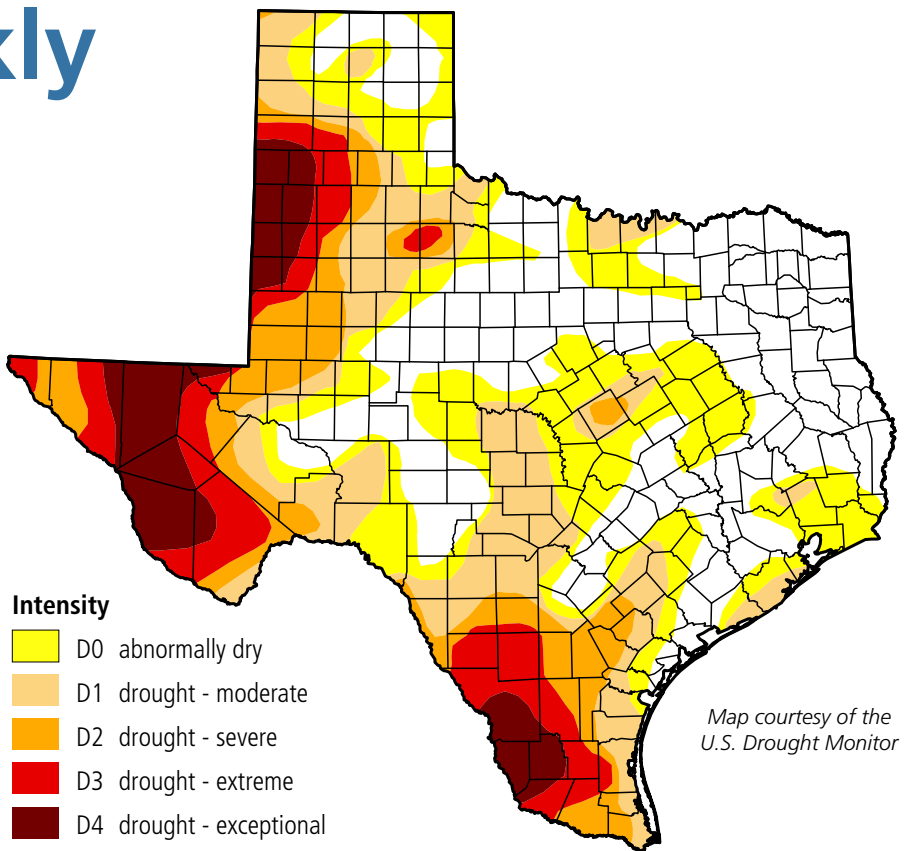 kly
Intensity
D0 abnormally dry
D1 drought - moderate
D2 drought - severe
D3 drought - extreme
D4 drought - exceptional
Map courtesy of the
U.S. Drought Monitor